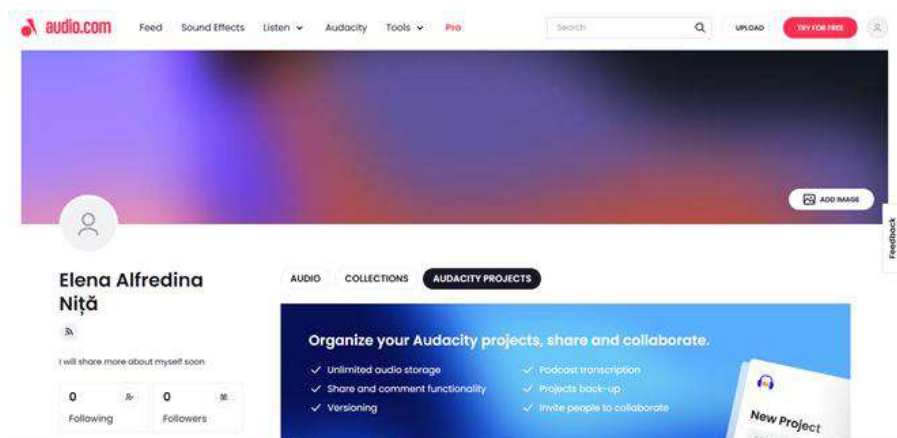 audio.com Feed Sound Effects Listen Audacity Tools Pro Search UPLOAD TRY FOR FREE
ADD IMAGE
Feedback
Elena Alfredina
Niță
I will share more about myself soon
0
Following
0
Followers
AUDIO COLLECTIONS AUDACITY PROJECTS
Organize your Audacity projects, share and collaborate.
Unlimited audio storage
Share and comment functionality
Versioning
Podcast transcription
Projects back-up
Invite people to collaborate
New Project